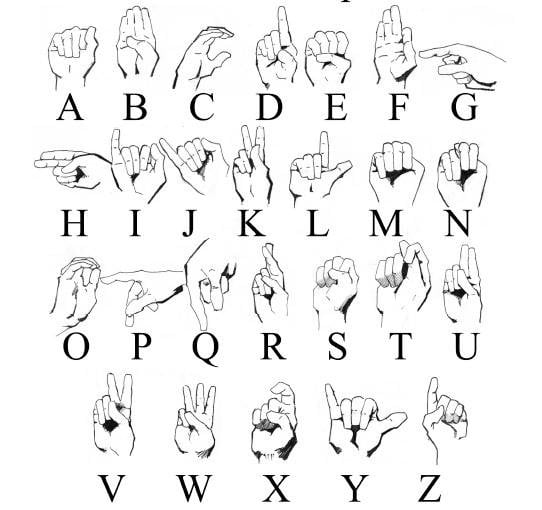 A B C D E F G
H I J K L M N
O P Q R S T U
V W X Y Z